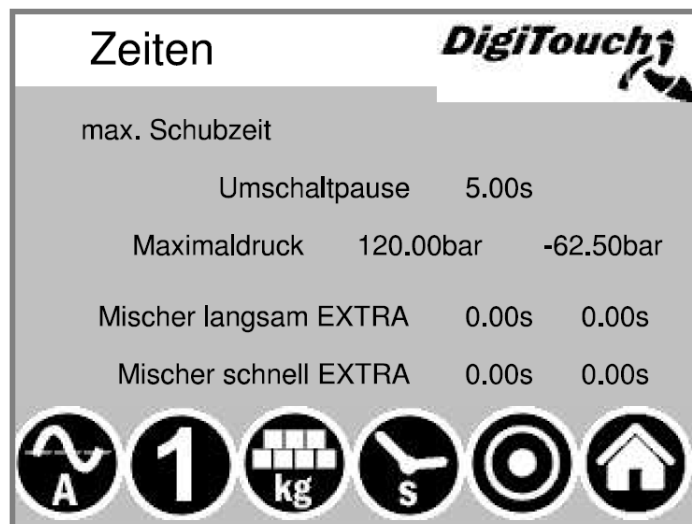 Zeiten DigiTouch
max. Schubzeit
Umschaltpause 5.00s
Maximaldruck 120.00bar -62.50bar
Mischer langsam EXTRA 0.00s 0.00s
Mischer schnell EXTRA 0.00s 0.00s
A 1 kg s